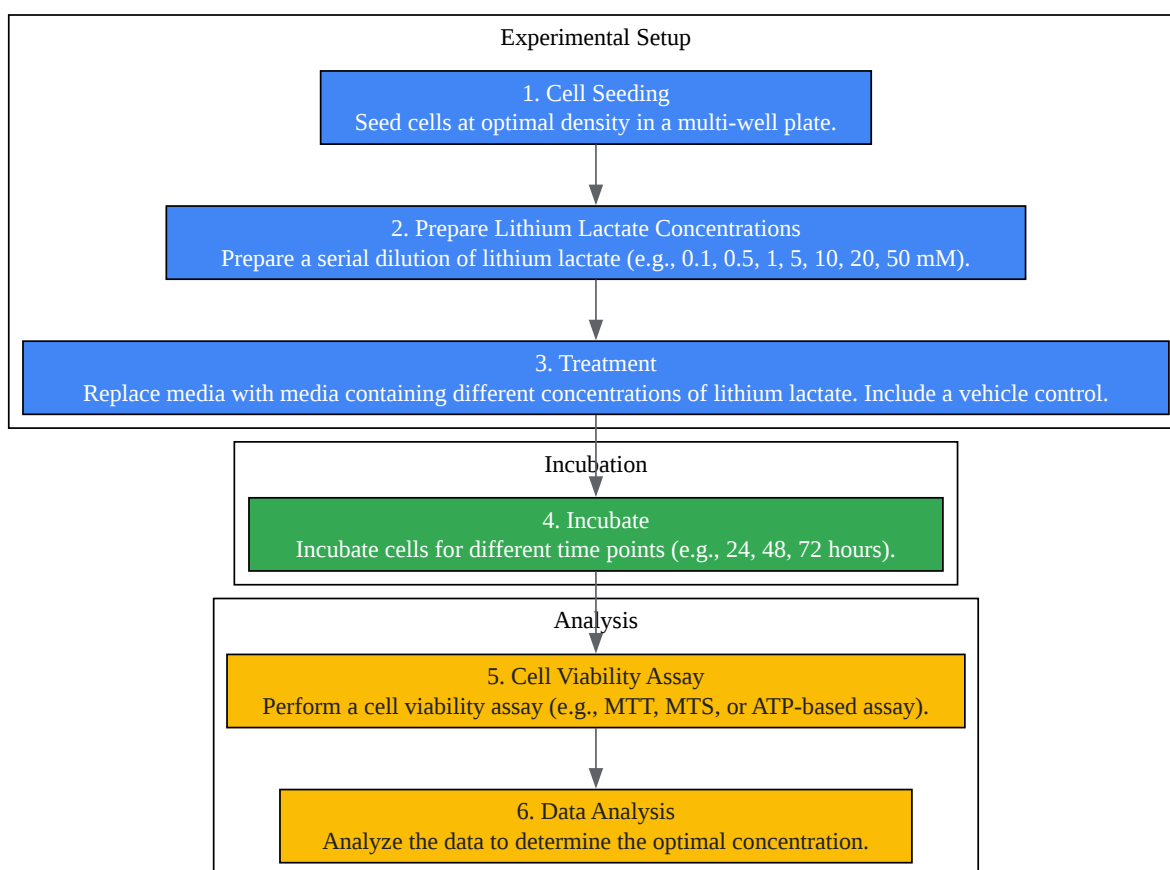 Experimental Setup
1. Cell Seeding
Seed cells at optimal density in a multi-well plate.
2. Prepare Lithium Lactate Concentrations
Prepare a serial dilution of lithium lactate (e.g., 0.1, 0.5, 1, 5, 10, 20, 50 mM).
3. Treatment
Replace media with media containing different concentrations of lithium lactate. Include a vehicle control.
Incubation
4. Incubate
Incubate cells for different time points (e.g., 24, 48, 72 hours).
Analysis
5. Cell Viability Assay
Perform a cell viability assay (e.g., MTT, MTS, or ATP-based assay).
6. Data Analysis
Analyze the data to determine the optimal concentration.